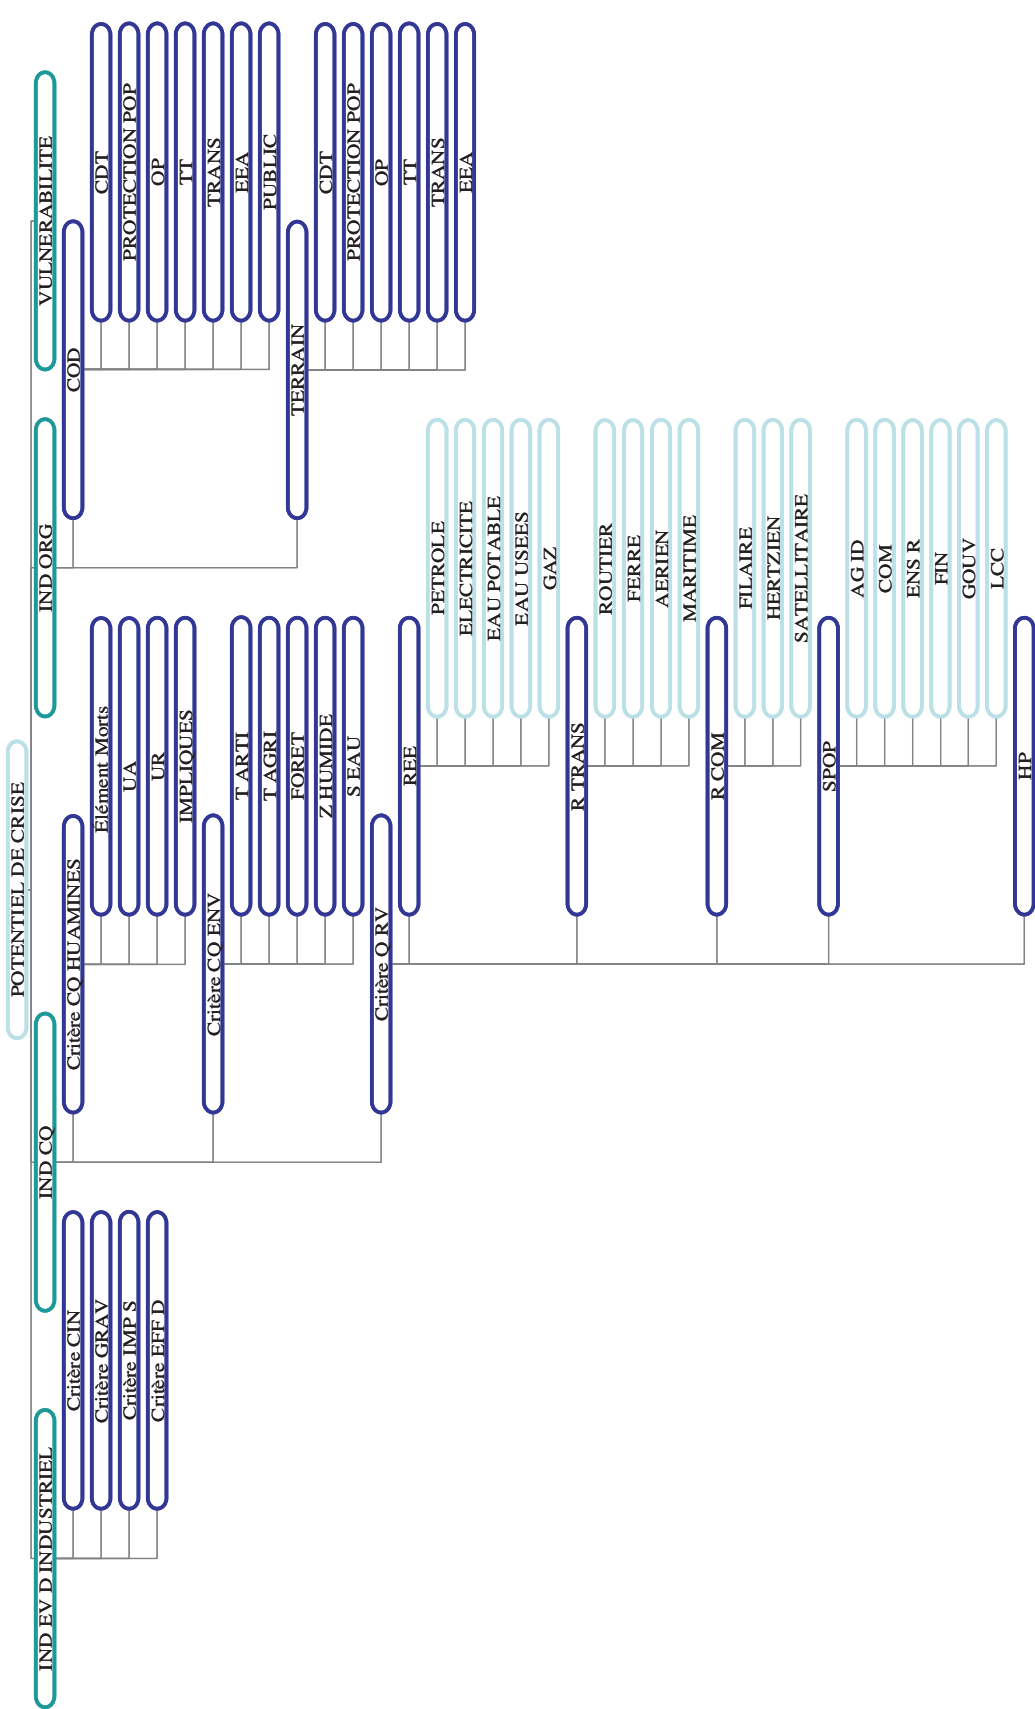 POTENTIEL DE CRISE
IND EV D INDUSTRIEL
Critère CIN
Critère GRAV
Critère IMP S
Critère EFF D
IND CQ
Critère CQ HUAMINES
Élément Morts
UA
UR
IMPLIQUES
Critère CQ ENV
T ARTI
T AGRI
FORET
Z HUMIDE
S EAU
Critère Q RV
REE
PETROLE
ELECTRICITE
EAU POTABLE
EAU USEES
GAZ
R TRANS
ROUTIER
FERRE
AERIEN
MARITIME
R COM
FILAIRE
HERTZIEN
SATELLITAIRE
SPOP
AG ID
COM
ENS R
FIN
GOUV
LCC
HP
IND ORG
COD
CDT
PROTECTION POP
OP
TT
TRANS
EEA
PUBLIC
TERRAIN
CDT
PROTECTION POP
OP
TT
TRANS
EEA
VULNERABILITE